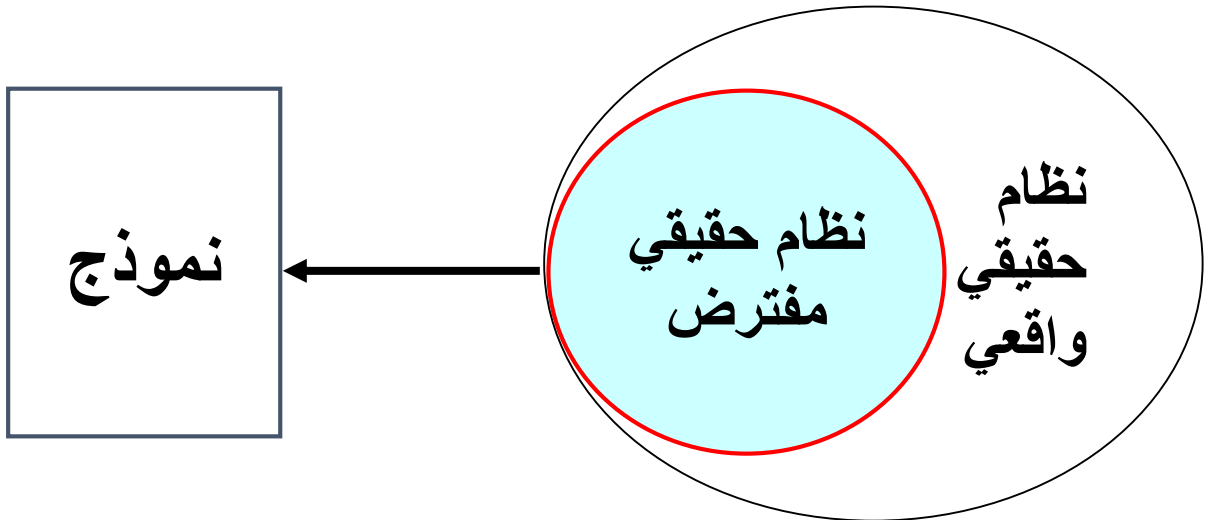 نظام
حقيقي
واقعي
نظام حقيقي
مفترض
نموذج